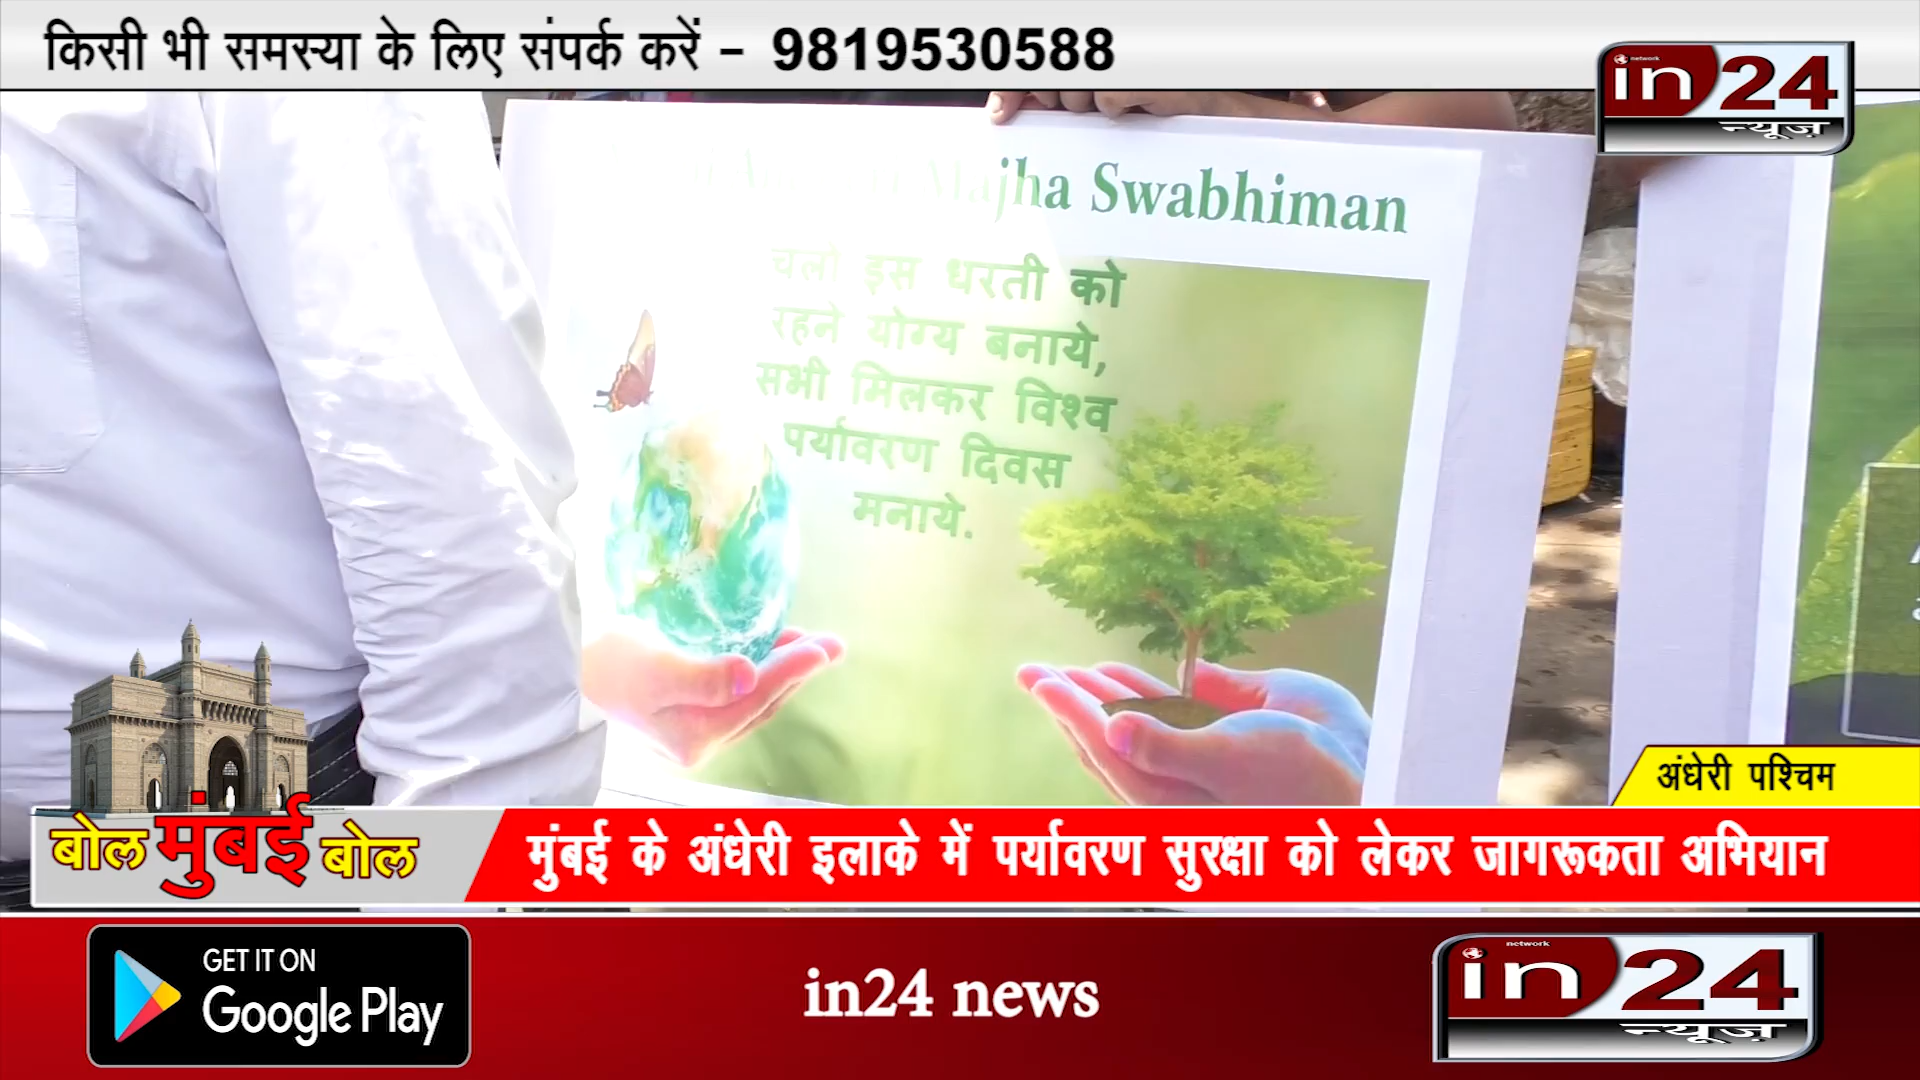 किसी भी समस्या के लिए संपर्क करें - 9819530588
network
in 24
न्यूज़
Majha Swabhiman
चलो इस धरती को
रहने योग्य बनाये,
सभी मिलकर विश्व
पर्यावरण दिवस
मनाये.
अंधेरी पश्चिम
बोल मुंबई बोल
मुंबई के अंधेरी इलाके में पर्यावरण सुरक्षा को लेकर जागरूकता अभियान
GET IT ON
Google Play
in24 news
network
in 24
न्यूज़